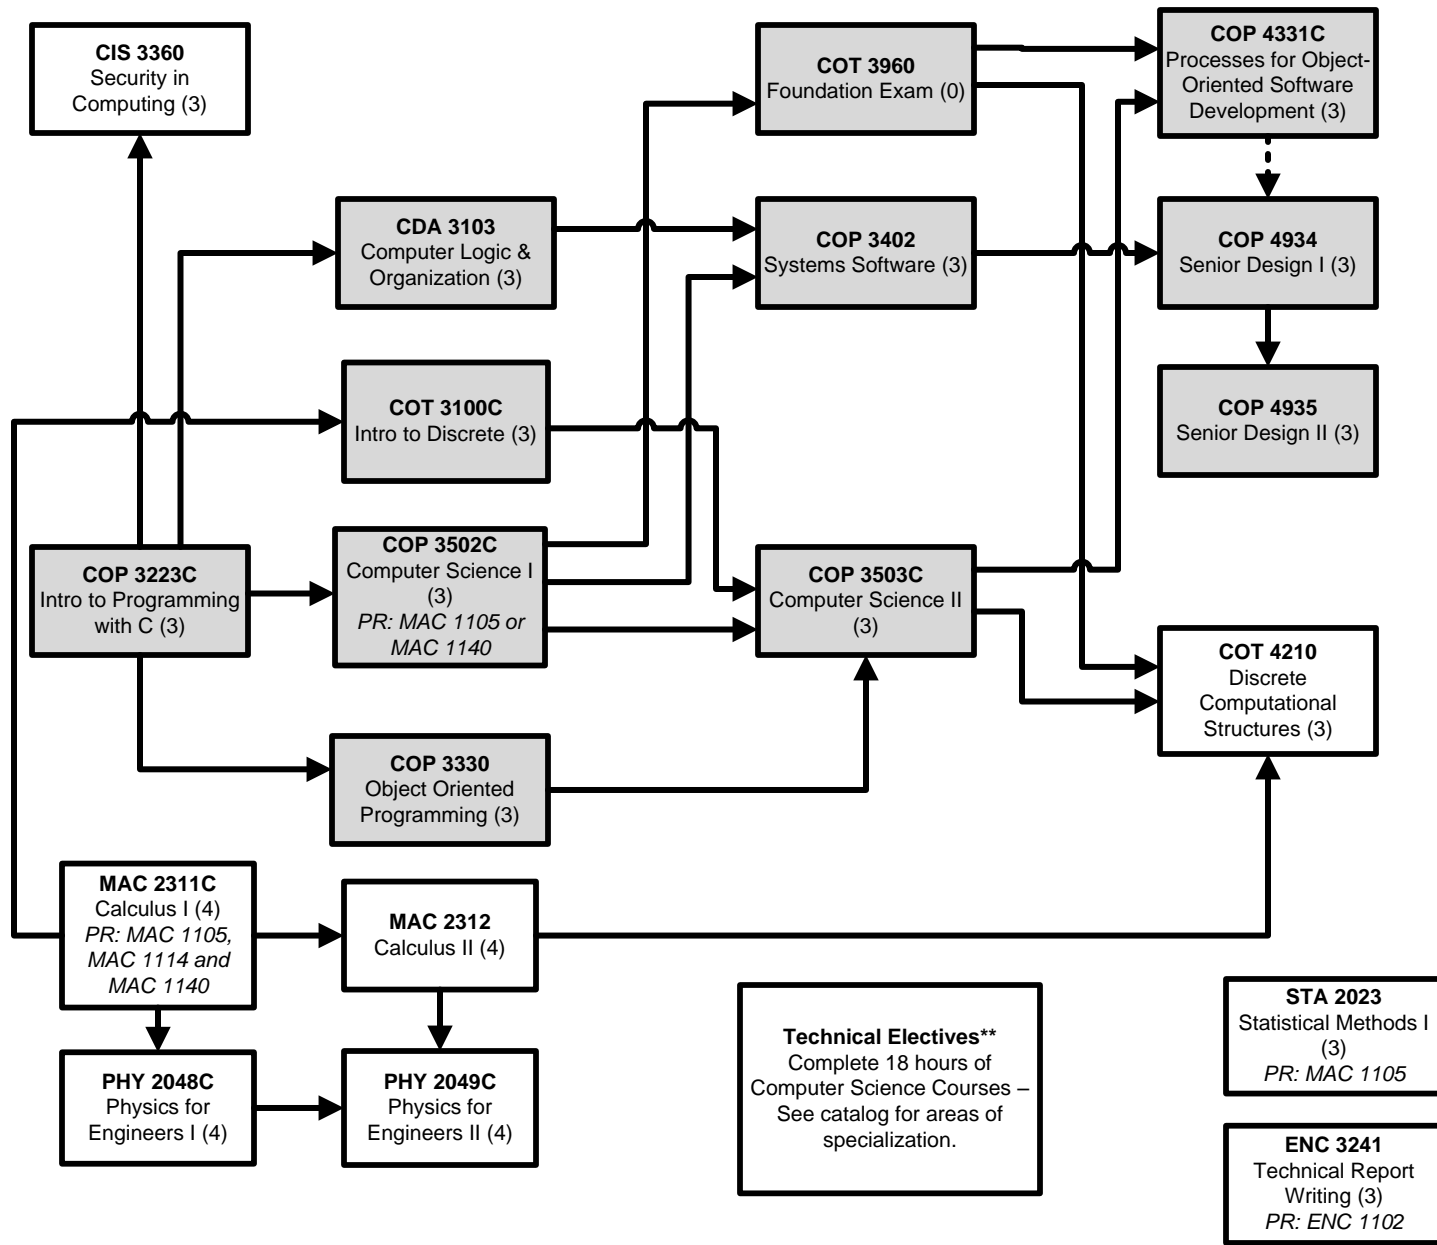 CIS 3360
Security in
Computing (3)
COT 3960
Foundation Exam (0)
COP 4331C
Processes for Object-
Oriented Software
Development (3)
CDA 3103
Computer Logic &
Organization (3)
COP 3402
Systems Software (3)
COP 4934
Senior Design I (3)
COT 3100C
Intro to Discrete (3)
COP 4935
Senior Design II (3)
COP 3223C
Intro to Programming
with C (3)
COP 3502C
Computer Science I
(3)
PR: MAC 1105 or
MAC 1140
COP 3503C
Computer Science II
(3)
COT 4210
Discrete
Computational
Structures (3)
COP 3330
Object Oriented
Programming (3)
MAC 2311C
Calculus I (4)
PR: MAC 1105,
MAC 1114 and
MAC 1140
MAC 2312
Calculus II (4)
PHY 2048C
Physics for
Engineers I (4)
PHY 2049C
Physics for
Engineers II (4)
Technical Electives**
Complete 18 hours of
Computer Science Courses –
See catalog for areas of
specialization.
STA 2023
Statistical Methods I
(3)
PR: MAC 1105
ENC 3241
Technical Report
Writing (3)
PR: ENC 1102